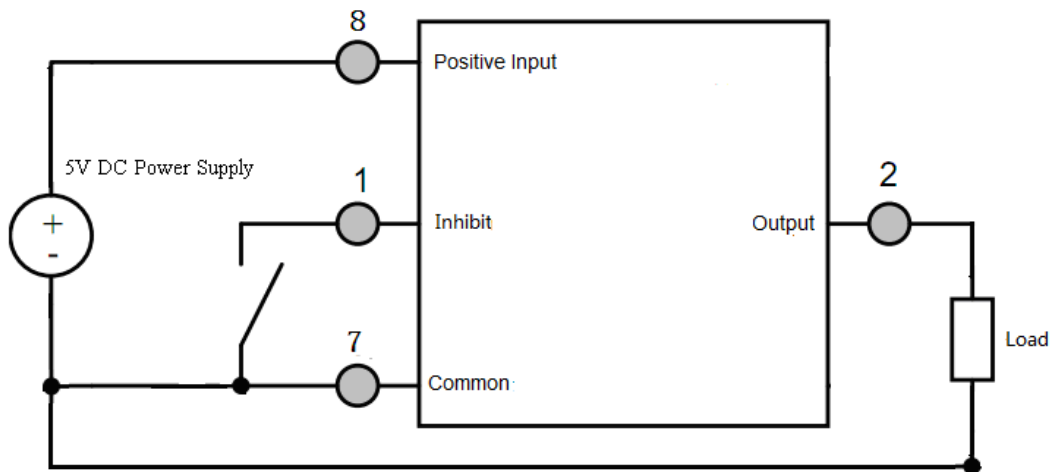 8
Positive Input
5V DC Power Supply
1
2
+
Inhibit
Output
-
7
Load
Common